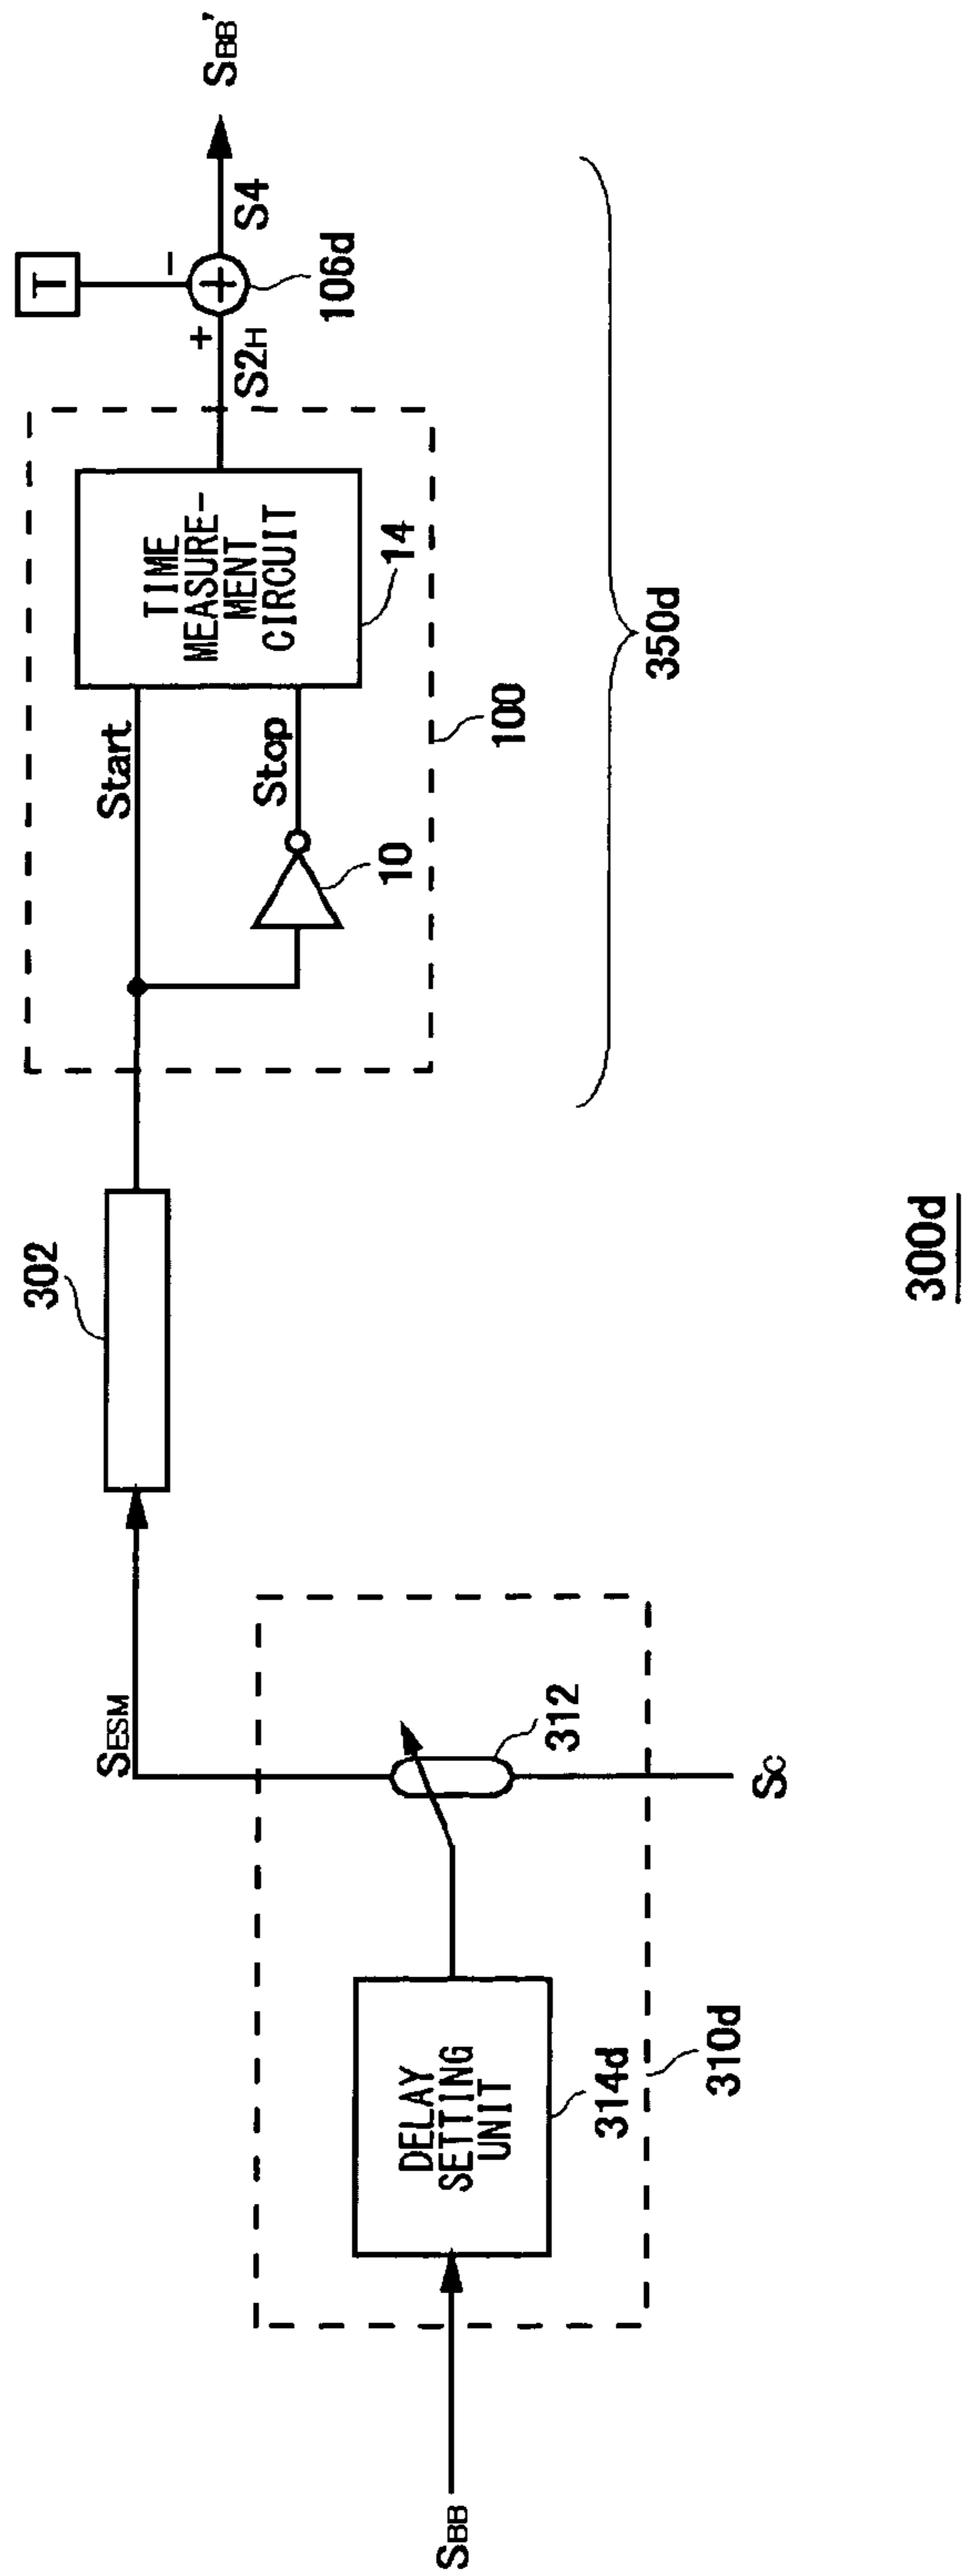 SBB
DELAY
SETTING
UNIT
314d
310d
312
SC
SESM
302
Start
Stop
10
TIME
MEASURE-
MENT
CIRCUIT
14
100
S2H
+
-
T
+
106d
S4
SBB'
350d
300d